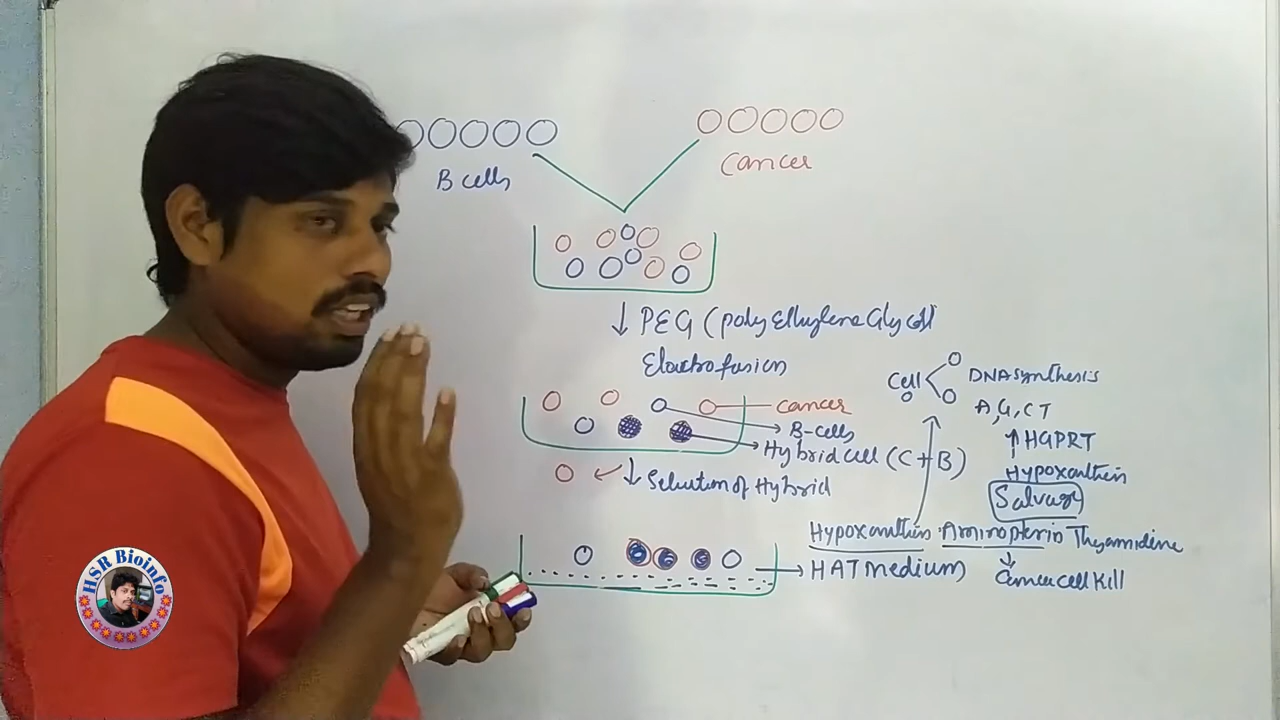 B cells
Cancer
PEG (poly Ethylene Glycol
Electrofusion
Cell
DNA synthesis
A, G, C T
HGPRT
Hypoxanthin
Salvage
cancer
B-cells
Hybrid cell (C + B)
Selection of Hybrid
Hypoxanthin Aminopterin Thyamidine
HAT medium
Cancer cell Kill
HSR Bioinfo